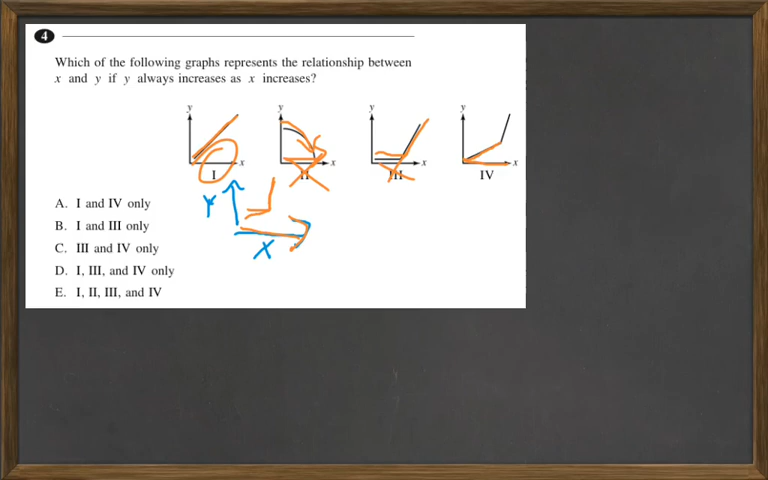 4
Which of the following graphs represents the relationship between
x and y if y always increases as x increases?
y y y y
x x x x
I II III IV
A. I and IV only
B. I and III only
C. III and IV only
D. I, III, and IV only
E. I, II, III, and IV
Y
X